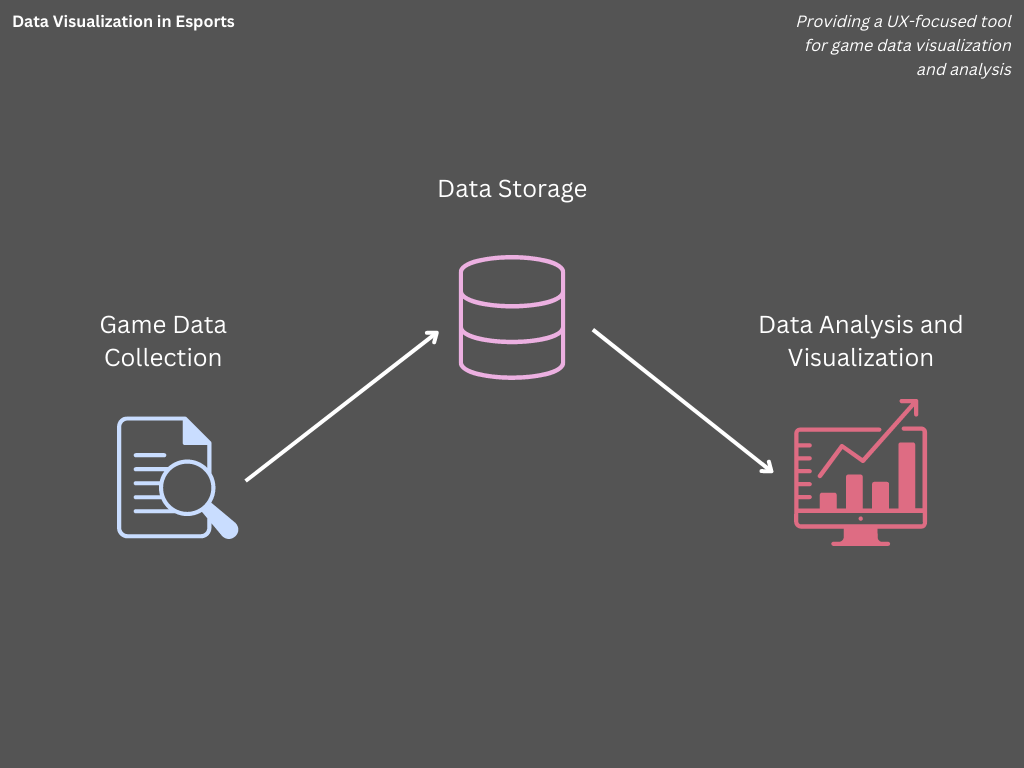 Data Visualization in Esports
Providing a UX-focused tool
for game data visualization
and analysis
Data Storage
Game Data
Collection
Data Analysis and
Visualization